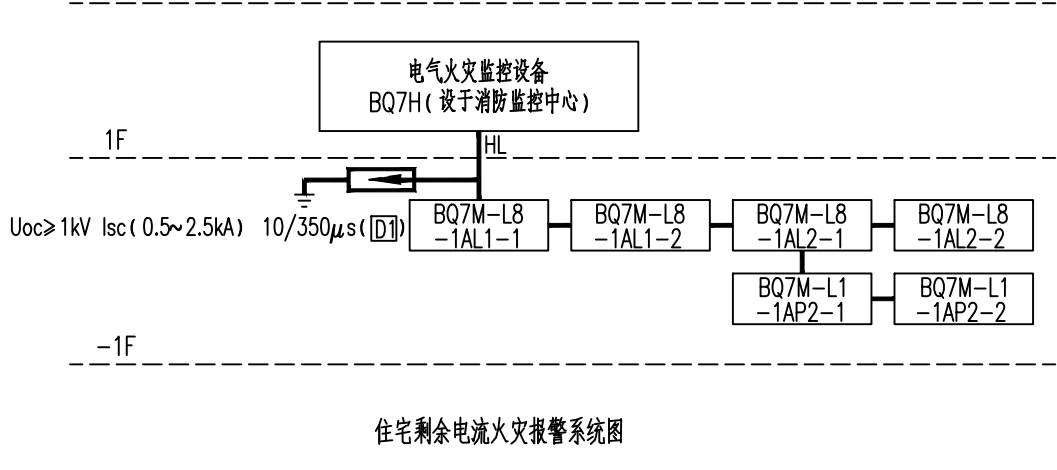 电气火灾监控设备
BQ7H(设于消防监控中心)
1F
HL
Uoc≥1kV Isc(0.5~2.5kA) 10/350μs(D1)
BQ7M-L8
-1AL1-1
BQ7M-L8
-1AL1-2
BQ7M-L8
-1AL2-1
BQ7M-L8
-1AL2-2
BQ7M-L1
-1AP2-1
BQ7M-L1
-1AP2-2
-1F
住宅剩余电流火灾报警系统图